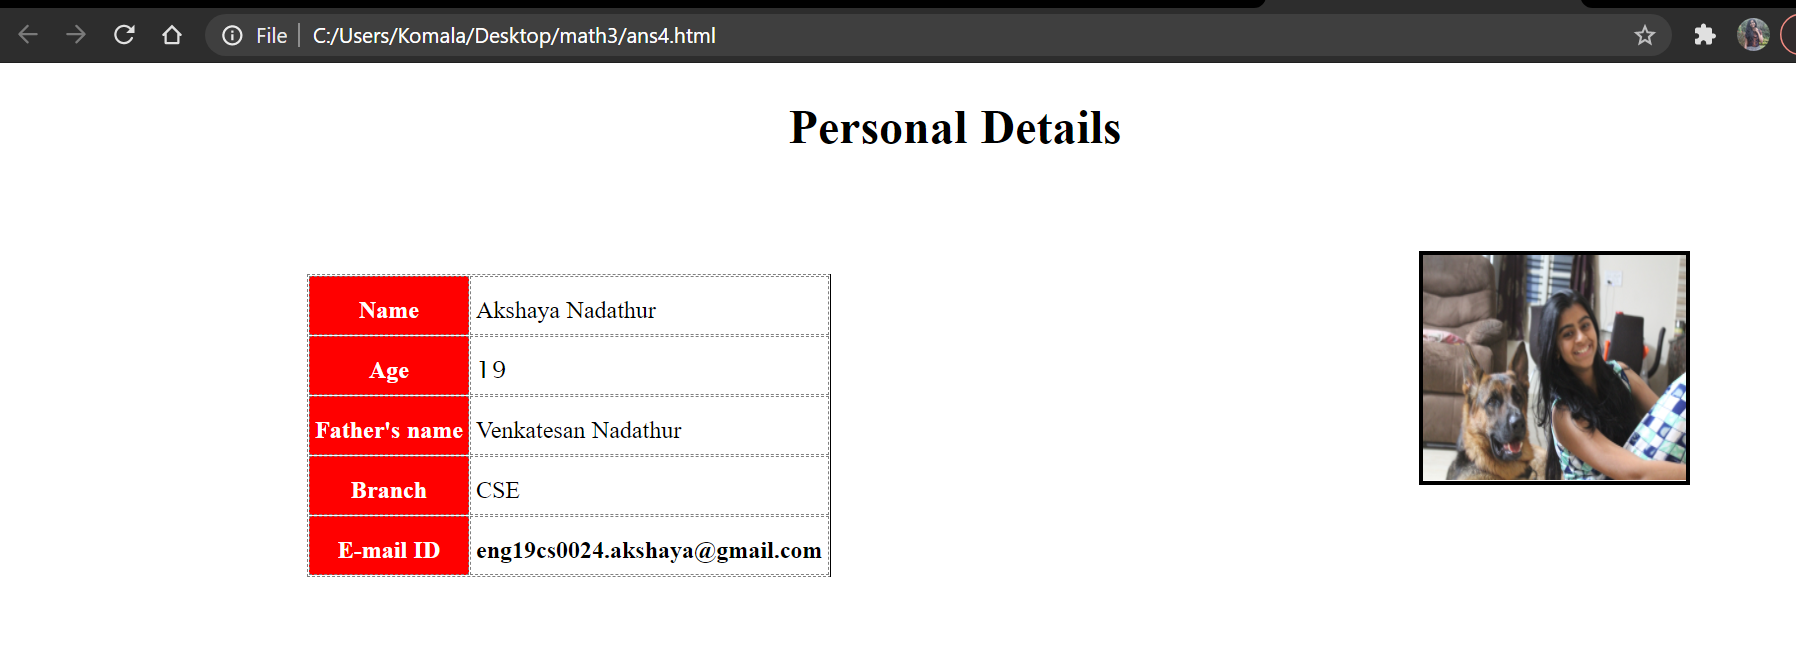 File C:/Users/Komala/Desktop/math3/ans4.html
Personal Details
Name Akshaya Nadathur
Age 19
Father's name Venkatesan Nadathur
Branch CSE
E-mail ID eng19cs0024.akshaya@gmail.com